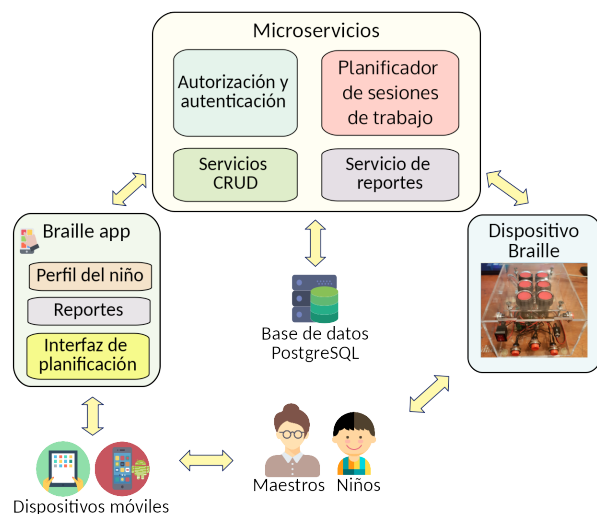 Microservicios
Autorización y
autenticación
Planificador
de sesiones
de trabajo
Servicios
CRUD
Servicio de
reportes
Braille app
Perfil del niño
Reportes
Interfaz de
planificación
Base de datos
PostgreSQL
Dispositivo
Braille
Maestros
Niños
Dispositivos móviles